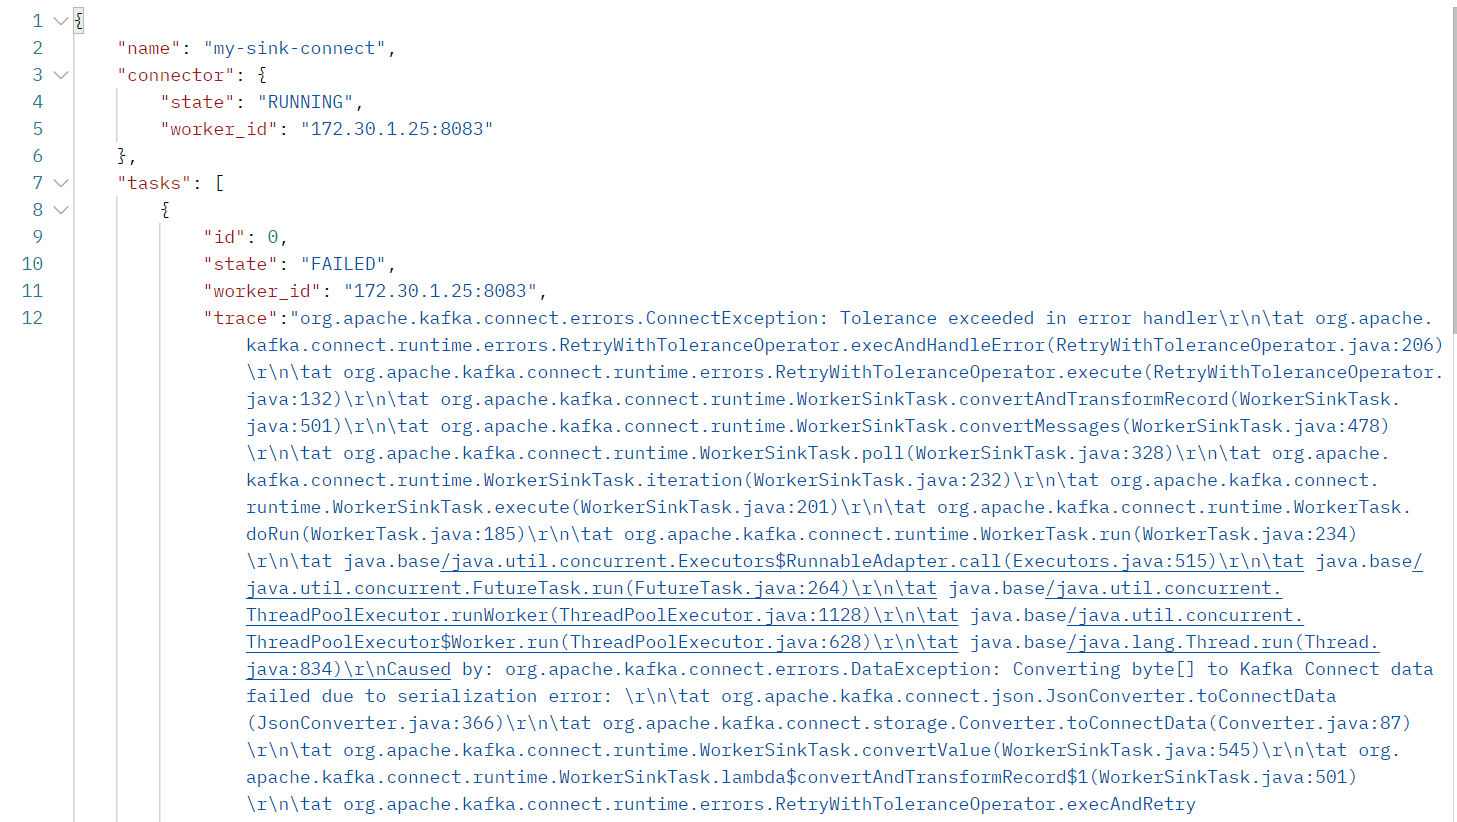 1 {
2 "name": "my-sink-connect",
3 "connector": {
4 "state": "RUNNING",
5 "worker_id": "172.30.1.25:8083"
6 },
7 "tasks": [
8 {
9 "id": 0,
10 "state": "FAILED",
11 "worker_id": "172.30.1.25:8083",
12 "trace":"org.apache.kafka.connect.errors.ConnectException: Tolerance exceeded in error handler\r\n\tat org.apache.
kafka.connect.runtime.errors.RetryWithToleranceOperator.execAndHandleError(RetryWithToleranceOperator.java:206)
\r\n\tat org.apache.kafka.connect.runtime.errors.RetryWithToleranceOperator.execute(RetryWithToleranceOperator.
java:132)\r\n\tat org.apache.kafka.connect.runtime.WorkerSinkTask.convertAndTransformRecord(WorkerSinkTask.
java:501)\r\n\tat org.apache.kafka.connect.runtime.WorkerSinkTask.convertMessages(WorkerSinkTask.java:478)
\r\n\tat org.apache.kafka.connect.runtime.WorkerSinkTask.poll(WorkerSinkTask.java:328)\r\n\tat org.apache.
kafka.connect.runtime.WorkerSinkTask.iteration(WorkerSinkTask.java:232)\r\n\tat org.apache.kafka.connect.
runtime.WorkerSinkTask.execute(WorkerSinkTask.java:201)\r\n\tat org.apache.kafka.connect.runtime.WorkerTask.
doRun(WorkerTask.java:185)\r\n\tat org.apache.kafka.connect.runtime.WorkerTask.run(WorkerTask.java:234)
\r\n\tat java.base/java.util.concurrent.Executors$RunnableAdapter.call(Executors.java:515)\r\n\tat java.base/
java.util.concurrent.FutureTask.run(FutureTask.java:264)\r\n\tat java.base/java.util.concurrent.
ThreadPoolExecutor.runWorker(ThreadPoolExecutor.java:1128)\r\n\tat java.base/java.util.concurrent.
ThreadPoolExecutor$Worker.run(ThreadPoolExecutor.java:628)\r\n\tat java.base/java.lang.Thread.run(Thread.
java:834)\r\nCaused by: org.apache.kafka.connect.errors.DataException: Converting byte[] to Kafka Connect data
failed due to serialization error: \r\n\tat org.apache.kafka.connect.json.JsonConverter.toConnectData
(JsonConverter.java:366)\r\n\tat org.apache.kafka.connect.storage.Converter.toConnectData(Converter.java:87)
\r\n\tat org.apache.kafka.connect.runtime.WorkerSinkTask.convertValue(WorkerSinkTask.java:545)\r\n\tat org.
apache.kafka.connect.runtime.WorkerSinkTask.lambda$convertAndTransformRecord$1(WorkerSinkTask.java:501)
\r\n\tat org.apache.kafka.connect.runtime.errors.RetryWithToleranceOperator.execAndRetry